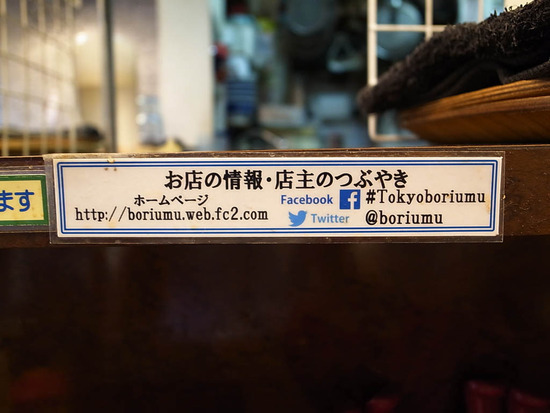 お店の情報・店主のつぶやき
ホームページ
http://boriumu.web.fc2.com
Facebook f #Tokyoboriumu
Twitter @boriumu
ます